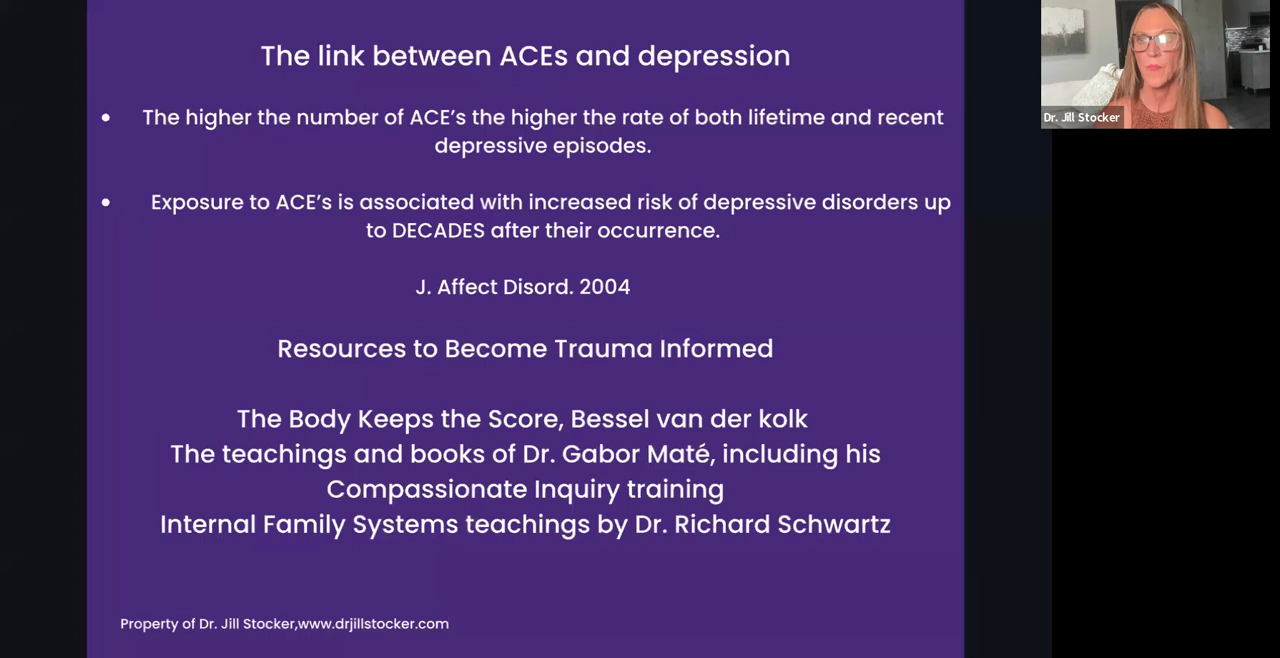 The link between ACEs and depression
• The higher the number of ACE's the higher the rate of both lifetime and recent
depressive episodes.
• Exposure to ACE's is associated with increased risk of depressive disorders up
to DECADES after their occurrence.
J. Affect Disord. 2004
Resources to Become Trauma Informed
The Body Keeps the Score, Bessel van der kolk
The teachings and books of Dr. Gabor Maté, including his
Compassionate Inquiry training
Internal Family Systems teachings by Dr. Richard Schwartz
Property of Dr. Jill Stocker,www.drjillstocker.com
Dr. Jill Stocker